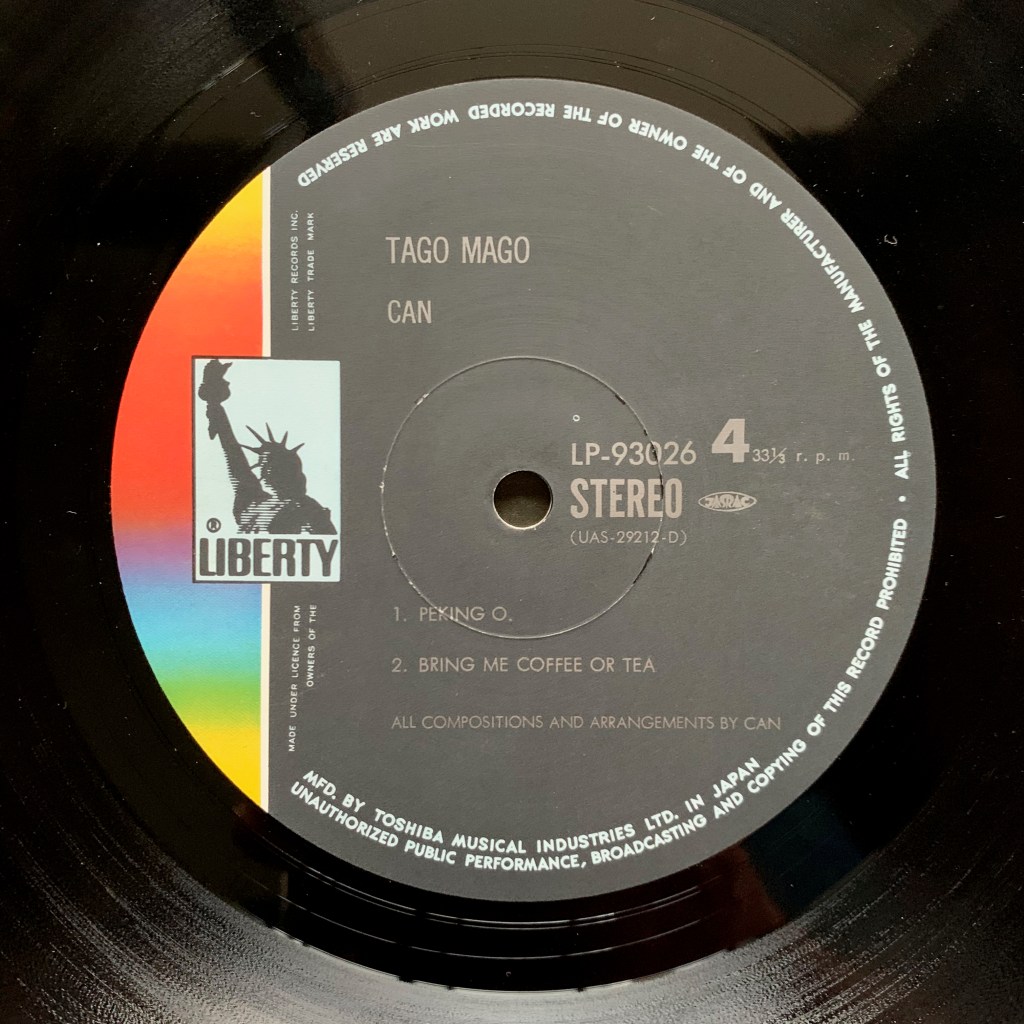 TAGO MAGO
CAN
LIBERTY RECORDS INC.
LIBERTY TRADE MARK
® LIBERTY
LP-93026 4 33⅓ r. p. m.
STEREO JASRAC
(UAS-29212-D)
1. PEKING O.
2. BRING ME COFFEE OR TEA
ALL COMPOSITIONS AND ARRANGEMENTS BY CAN
MADE UNDER LICENCE FROM
OWNERS OF THE
MFD. BY TOSHIBA MUSICAL INDUSTRIES LTD. IN JAPAN
UNAUTHORIZED PUBLIC PERFORMANCE, BROADCASTING AND COPYING OF THIS RECORD PROHIBITED • ALL RIGHTS OF THE MANUFACTURER AND OF THE OWNER OF THE RECORDED WORK ARE RESERVED